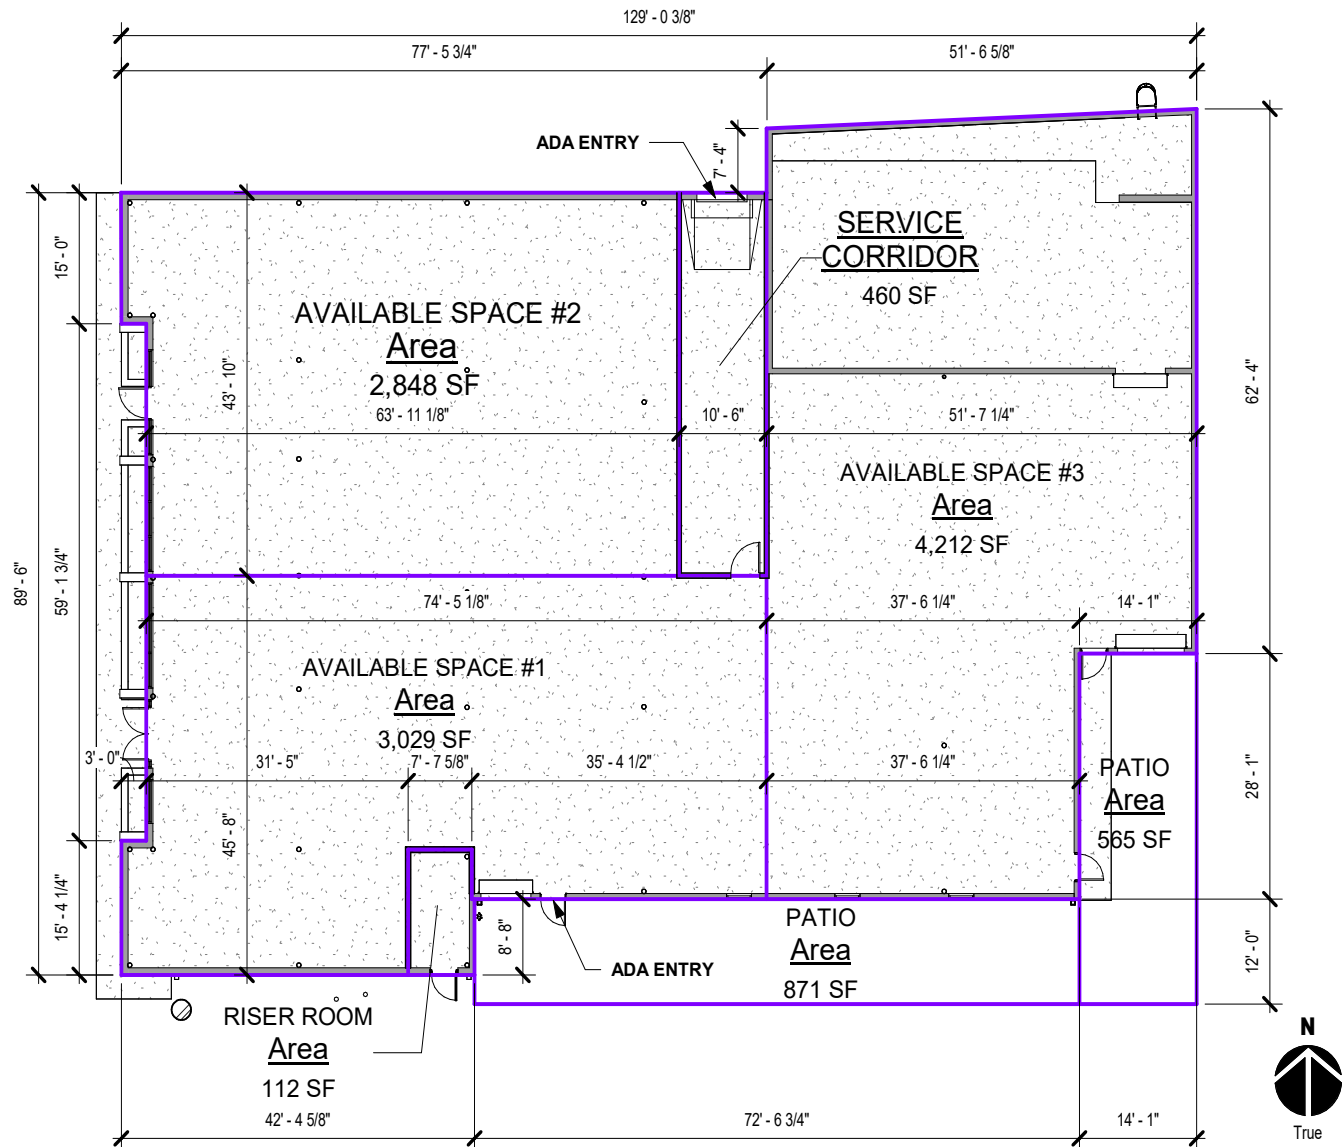 129' - 0 3/8"
77' - 5 3/4"
51' - 6 5/8"
ADA ENTRY
7' - 4"
15' - 0"
SERVICE
CORRIDOR
460 SF
AVAILABLE SPACE #2
Area
2,848 SF
43' - 10"
62' - 4"
63' - 11 1/8"
10' - 6"
51' - 7 1/4"
AVAILABLE SPACE #3
Area
4,212 SF
89' - 6"
59' - 1 3/4"
74' - 5 1/8"
37' - 6 1/4"
14' - 1"
AVAILABLE SPACE #1
Area
3,029 SF
3' - 0"
31' - 5"
7' - 7 5/8"
35' - 4 1/2"
37' - 6 1/4"
PATIO
Area
565 SF
28' - 1"
45' - 8"
15' - 4 1/4"
8' - 8"
PATIO
Area
871 SF
ADA ENTRY
12' - 0"
RISER ROOM
Area
112 SF
N
True
42' - 4 5/8"
72' - 6 3/4"
14' - 1"